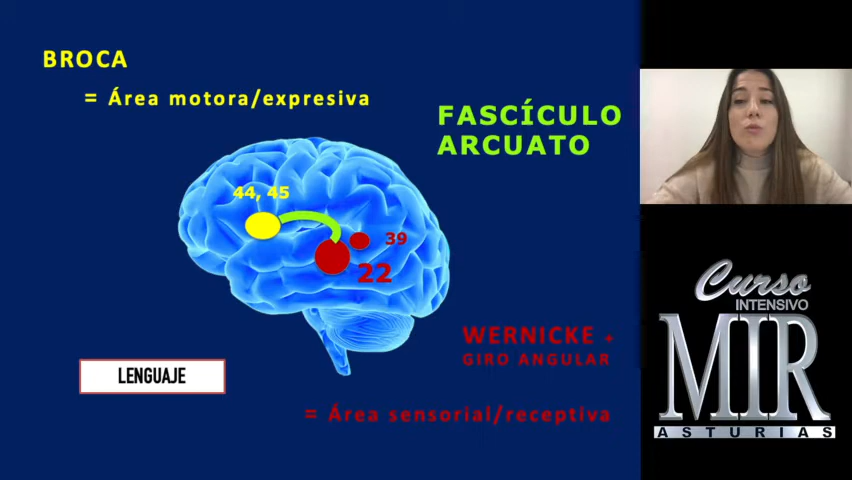 BROCA
= Área motora/expresiva
FASCÍCULO
ARCUATO
44, 45
39
22
WERNICKE +
GIRO ANGULAR
LENGUAJE
= Área sensorial/receptiva
Curso
INTENSIVO
MIR
ASTURIAS